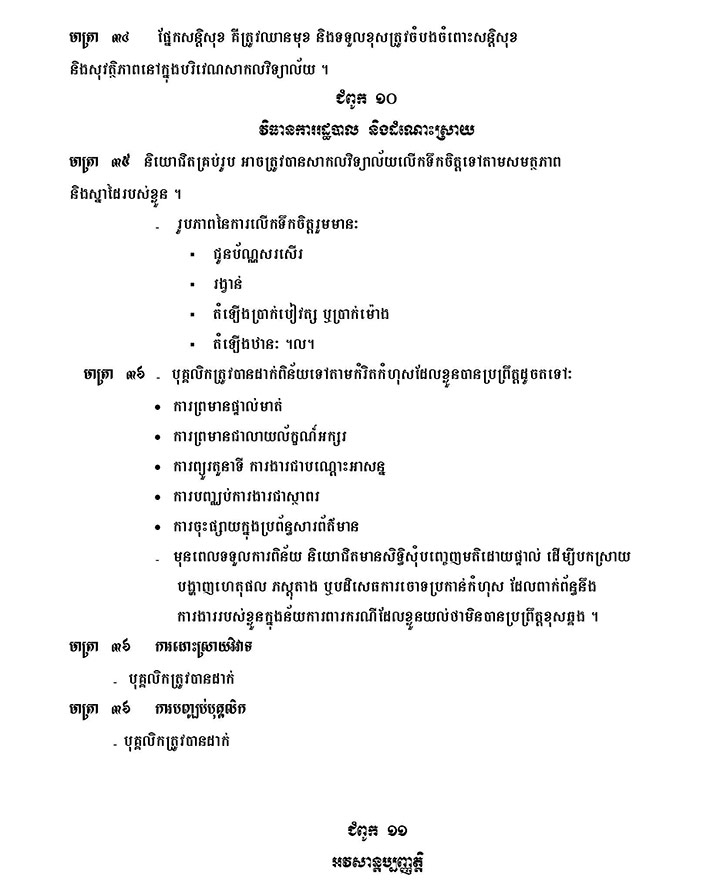 មាត្រា ៣៤ ផ្នែកសន្តិសុខ គឺត្រូវឈានមុខ និងទទួលខុសត្រូវចំបងចំពោះសន្តិសុខ
និងសុវត្ថិភាពនៅក្នុងបរិវេណសាកលវិទ្យាល័យ ។
ជំពូក ១០
វិធានការរដ្ឋបាល និងដំណោះស្រាយ
មាត្រា ៣៥ និយោជិតគ្រប់រូប អាចត្រូវបានសាកលវិទ្យាល័យលើកទឹកចិត្តទៅតាមសមត្ថភាព
និងស្នាដៃរបស់ខ្លួន ។
- រូបភាពនៃការលើកទឹកចិត្តរួមមាន:
▪ ជូនប័ណ្ណសរសើរ
▪ រង្វាន់
▪ តំឡើងប្រាក់បៀវត្ស ឬប្រាក់ម៉ោង
▪ តំឡើងឋាន: ។ល។
មាត្រា ៣៦ - បុគ្គលិកត្រូវបានដាក់ពិន័យទៅតាមកំរិតកំហុសដែលខ្លួនបានប្រព្រឹត្តដូចតទៅ:
• ការព្រមានផ្ទាល់មាត់
• ការព្រមានជាលាយល័ក្ខណ៍អក្សរ
• ការព្យួរតួនាទី ការងារជាបណ្តោះអាសន្ន
• ការបញ្ឈប់ការងារជាស្ថាពរ
• ការចុះផ្សាយក្នុងប្រព័ន្ធសារព័ត៌មាន
- មុនពេលទទួលការពិន័យ និយោជិតមានសិទ្ធិសុំបញ្ចេញមតិដោយផ្ទាល់ ដើម្បីបកស្រាយ
បង្ហាញហេតុផល ភស្តុតាង ឬបដិសេធការចោទប្រកាន់កំហុស ដែលពាក់ព័ន្ធនឹង
ការងាររបស់ខ្លួនក្នុងន័យការពារករណីដែលខ្លួនយល់ថាមិនបានប្រព្រឹត្តខុសឆ្គង ។
មាត្រា ៣៦ ការដោះស្រាយវិវាទ
- បុគ្គលិកត្រូវបានដាក់
មាត្រា ៣៦ ការបញ្ឈប់បុគ្គលិក
- បុគ្គលិកត្រូវបានដាក់
ជំពូក ១១
អវសាន្តប្បញ្ញត្តិ